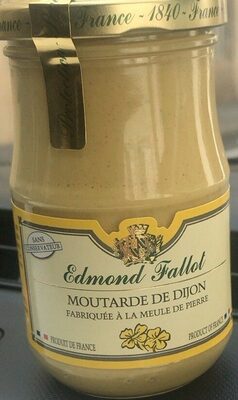 France - 1840 - France
SANS
CONSERVATEUR
Edmond Fallot
MOUTARDE DE DIJON
FABRIQUÉE À LA MEULE DE PIERRE
PRODUIT DE FRANCE
PRODUCT OF FRANCE